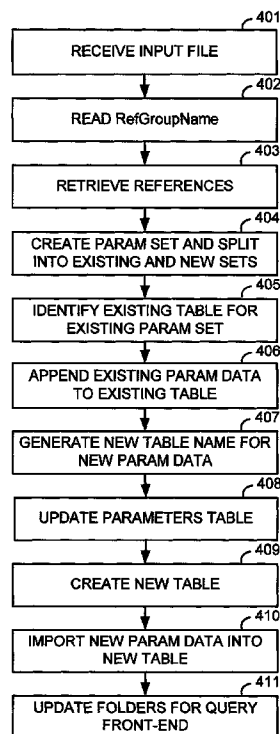 401
RECEIVE INPUT FILE
402
READ RefGroupName
403
RETRIEVE REFERENCES
404
CREATE PARAM SET AND SPLIT
INTO EXISTING AND NEW SETS
405
IDENTIFY EXISTING TABLE FOR
EXISTING PARAM SET
406
APPEND EXISTING PARAM DATA
TO EXISTING TABLE
407
GENERATE NEW TABLE NAME FOR
NEW PARAM DATA
408
UPDATE PARAMETERS TABLE
409
CREATE NEW TABLE
410
IMPORT NEW PARAM DATA INTO
NEW TABLE
411
UPDATE FOLDERS FOR QUERY
FRONT-END